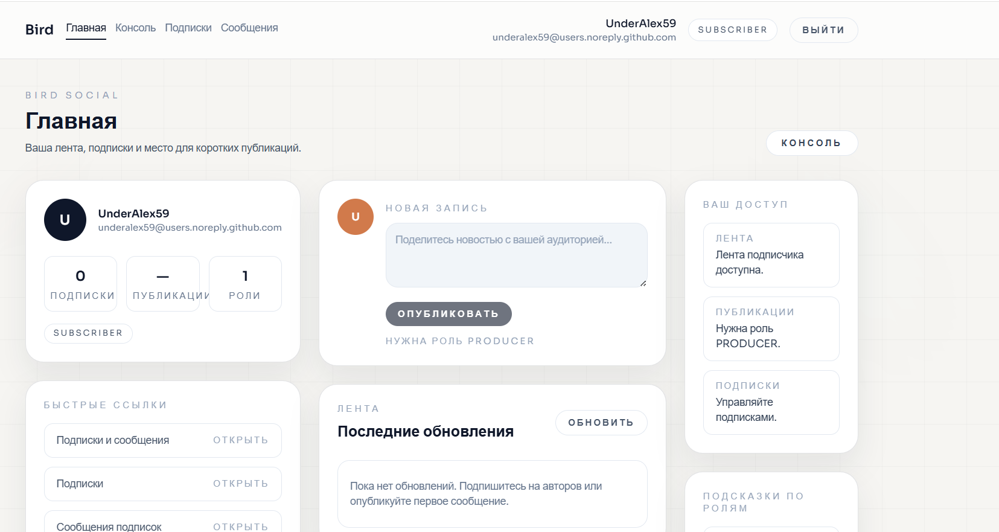 Bird
Главная
Консоль
Подписки
Сообщения
UnderAlex59
underalex59@users.noreply.github.com
SUBSCRIBER
ВЫЙТИ
BIRD SOCIAL
Главная
Ваша лента, подписки и место для коротких публикаций.
КОНСОЛЬ
U
UnderAlex59
underalex59@users.noreply.github.com
0
ПОДПИСКИ
—
ПУБЛИКАЦИИ
1
РОЛИ
SUBSCRIBER
БЫСТРЫЕ ССЫЛКИ
Подписки и сообщения
ОТКРЫТЬ
Подписки
ОТКРЫТЬ
Сообщения подписок
ОТКРЫТЬ
U
НОВАЯ ЗАПИСЬ
Поделитесь новостью с вашей аудиторией...
ОПУБЛИКОВАТЬ
НУЖНА РОЛЬ PRODUCER
ЛЕНТА
Последние обновления
ОБНОВИТЬ
Пока нет обновлений. Подпишитесь на авторов или
опубликуйте первое сообщение.
ВАШ ДОСТУП
ЛЕНТА
Лента подписчика
доступна.
ПУБЛИКАЦИИ
Нужна роль
PRODUCER.
ПОДПИСКИ
Управляйте
подписками.
ПОДСКАЗКИ ПО
РОЛЯМ